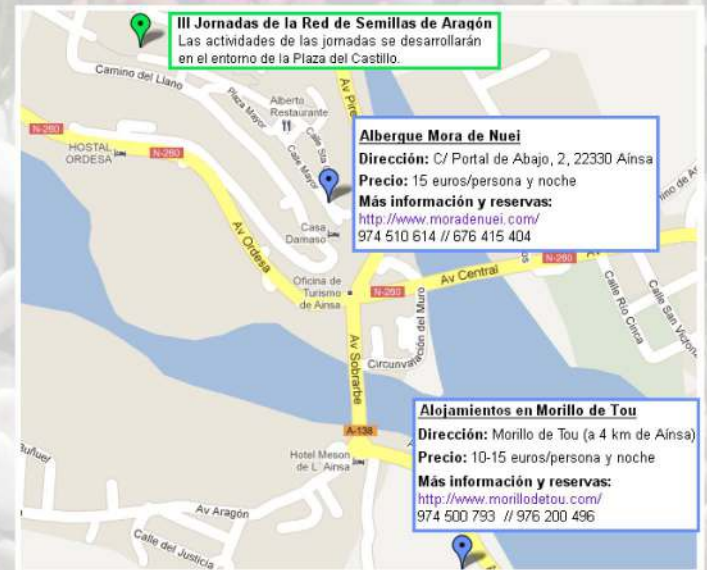 III Jornadas de la Red de Semillas de Aragón
Las actividades de las jornadas se desarrollarán
en el entorno de la Plaza del Castillo.
Camino del Llano
Plaza Mayor
Alberto
Restaurante
Calle Sta
Calle Mayor
N-260
HOSTAL
ORDESA
N-260
Alberque Mora de Nuei
Dirección: C/ Portal de Abajo, 2, 22330 Aínsa
Precio: 15 euros/persona y noche
Más información y reservas:
http://www.moradenuei.com/
974 510 614 // 676 415 404
Av Ordesa
Casa
Damaso
Oficina de
Turismo
de Ainsa
N-260
Av Central
N-260
Calle Río Cinca
Av Sobrarbe
A-138
Hotel Meson
de L' Ainsa
Av Aragón
Calle del Justicia
Alojamientos en Morillo de Tou
Dirección: Morillo de Tou (a 4 km de Aínsa)
Precio: 10-15 euros/persona y noche
Más información y reservas:
http://www.morillodetou.com/
974 500 793 // 976 200 496